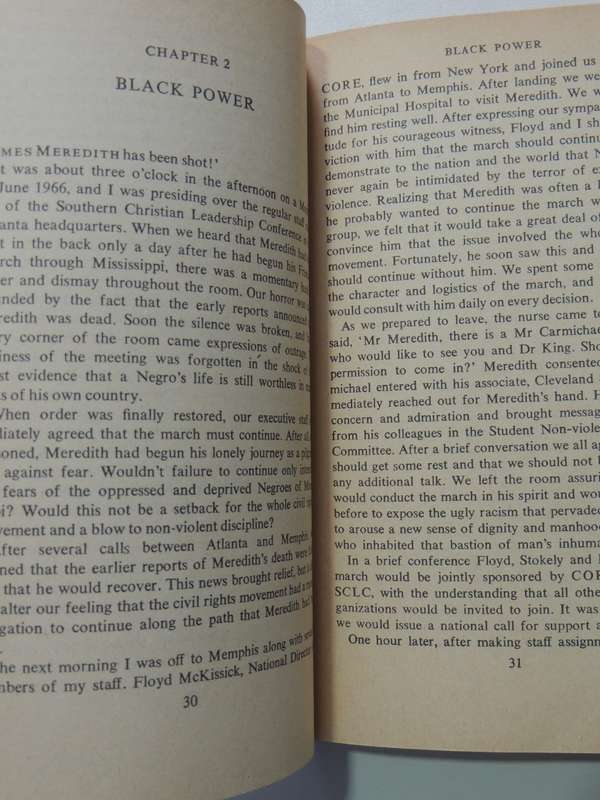 CHAPTER 2
BLACK POWER
MES MEREDITH has been shot!'
t was about three o'clock in the afternoon on a M
June 1966, and I was presiding over the regular staff
of the Southern Christian Leadership Conference
anta headquarters. When we heard that Meredith had
t in the back only a day after he had begun his
rch through Mississippi, there was a momentary
er and dismay throughout the room. Our horror was
unded by the fact that the early reports announced
eredith was dead. Soon the silence was broken, and
ry corner of the room came expressions of outrage.
iness of the meeting was forgotten in the shock of
st evidence that a Negro's life is still worthless in
s of his own country.
When order was finally restored, our executive staff
diately agreed that the march must continue. After all,
oned, Meredith had begun his lonely journey as a
against fear. Wouldn't failure to continue only
fears of the oppressed and deprived Negroes of
pi? Would this not be a setback for the whole civil
vement and a blow to non-violent discipline?
After several calls between Atlanta and Memphis,
ned that the earlier reports of Meredith's death were
that he would recover. This news brought relief, but
alter our feeling that the civil rights movement had a
gation to continue along the path that Meredith had
The next morning I was off to Memphis along with
mbers of my staff. Floyd McKissick, National Director
30
BLACK POWER
CORE, flew in from New York and joined us
from Atlanta to Memphis. After landing we we
the Municipal Hospital to visit Meredith. We w
find him resting well. After expressing our sympa
tude for his courageous witness, Floyd and I sh
viction with him that the march should continu
demonstrate to the nation and the world that N
never again be intimidated by the terror of ex
violence. Realizing that Meredith was often a l
he probably wanted to continue the march w
group, we felt that it would take a great deal of
convince him that the issue involved the who
movement. Fortunately, he soon saw this and
should continue without him. We spent some
the character and logistics of the march, and
would consult with him daily on every decision.
As we prepared to leave, the nurse came to
said, 'Mr Meredith, there is a Mr Carmichae
who would like to see you and Dr King. Sho
permission to come in?' Meredith consented
michael entered with his associate, Cleveland
mediately reached out for Meredith's hand. H
concern and admiration and brought message
from his colleagues in the Student Non-viole
Committee. After a brief conversation we all ag
should get some rest and that we should not b
any additional talk. We left the room assuri
would conduct the march in his spirit and wou
before to expose the ugly racism that pervaded
to arouse a new sense of dignity and manhood
who inhabited that bastion of man's inhuma
In a brief conference Floyd, Stokely and I
march would be jointly sponsored by COR
SCLC, with the understanding that all othe
ganizations would be invited to join. It was
we would issue a national call for support a
One hour later, after making staff assignm
31